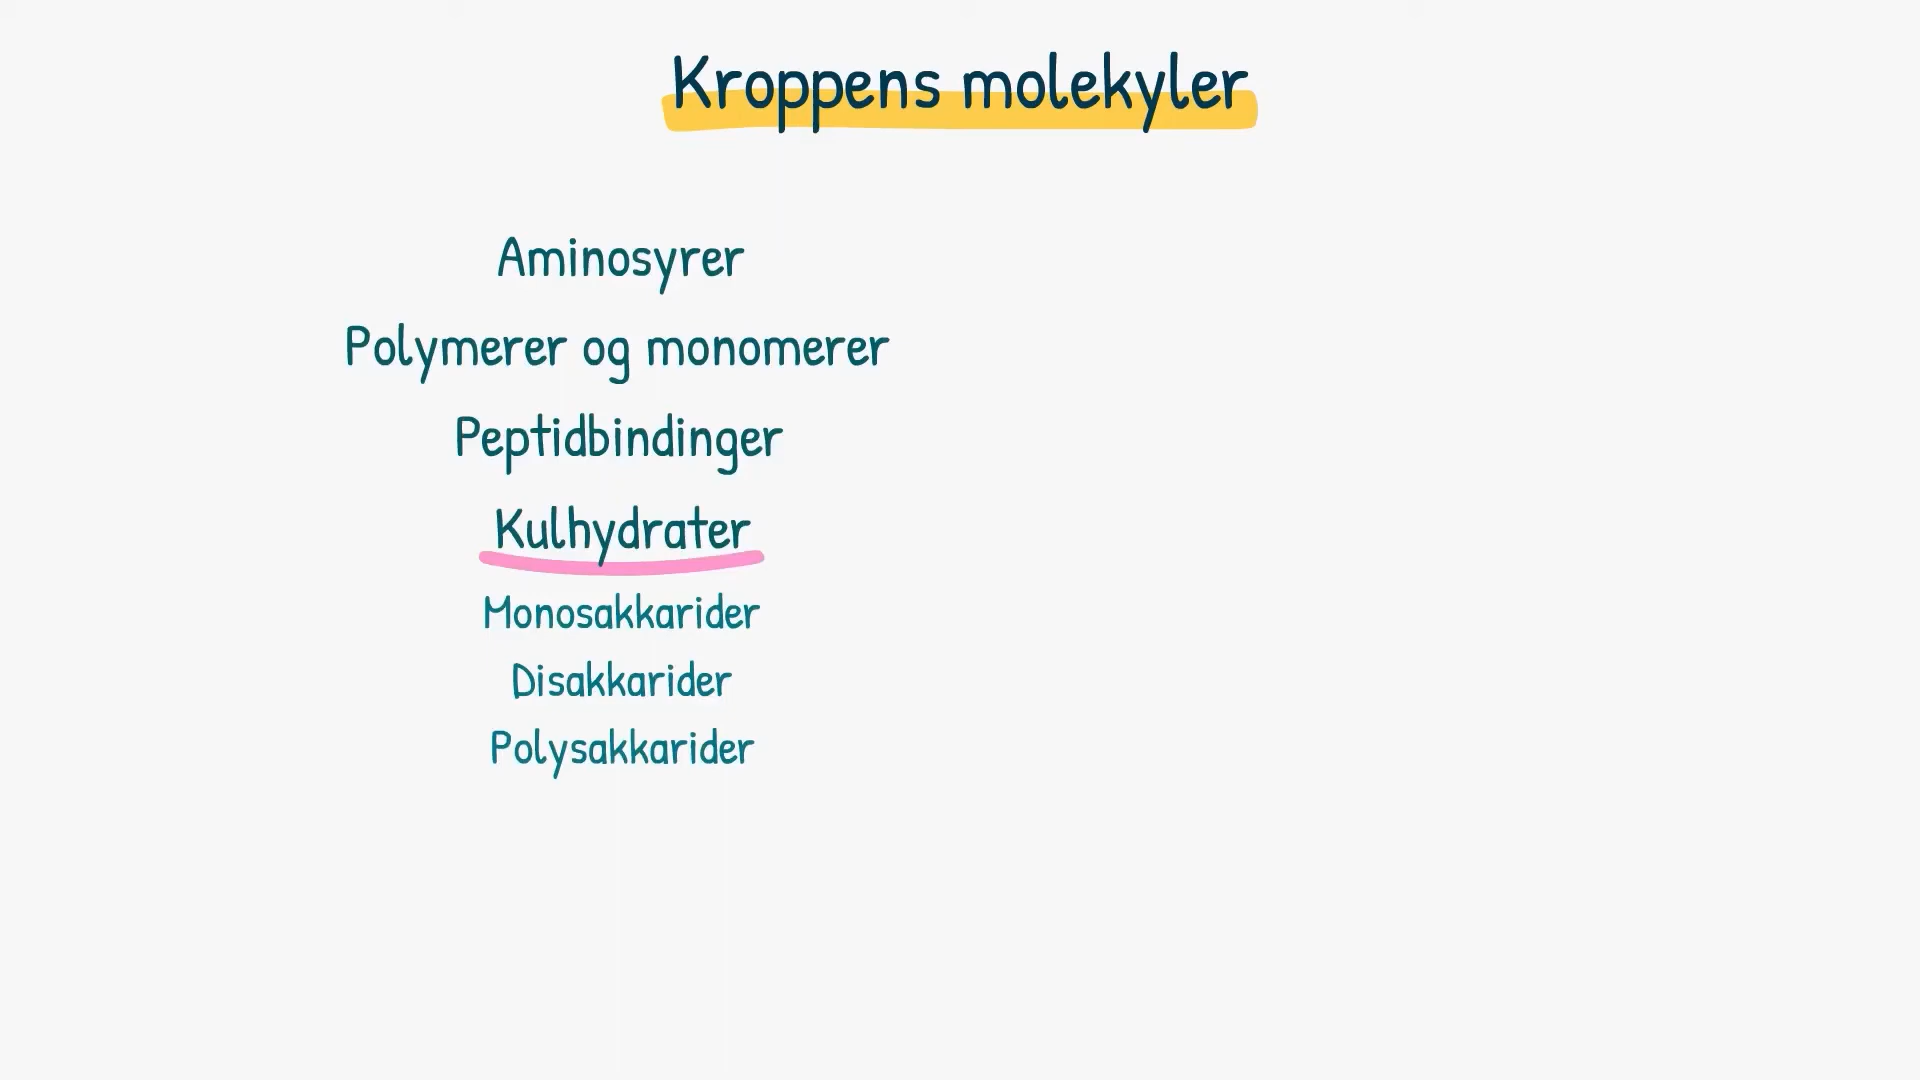 Kroppens molekyler
Aminosyrer
Polymerer og monomerer
Peptidbindinger
Kulhydrater
Monosakkarider
Disakkarider
Polysakkarider